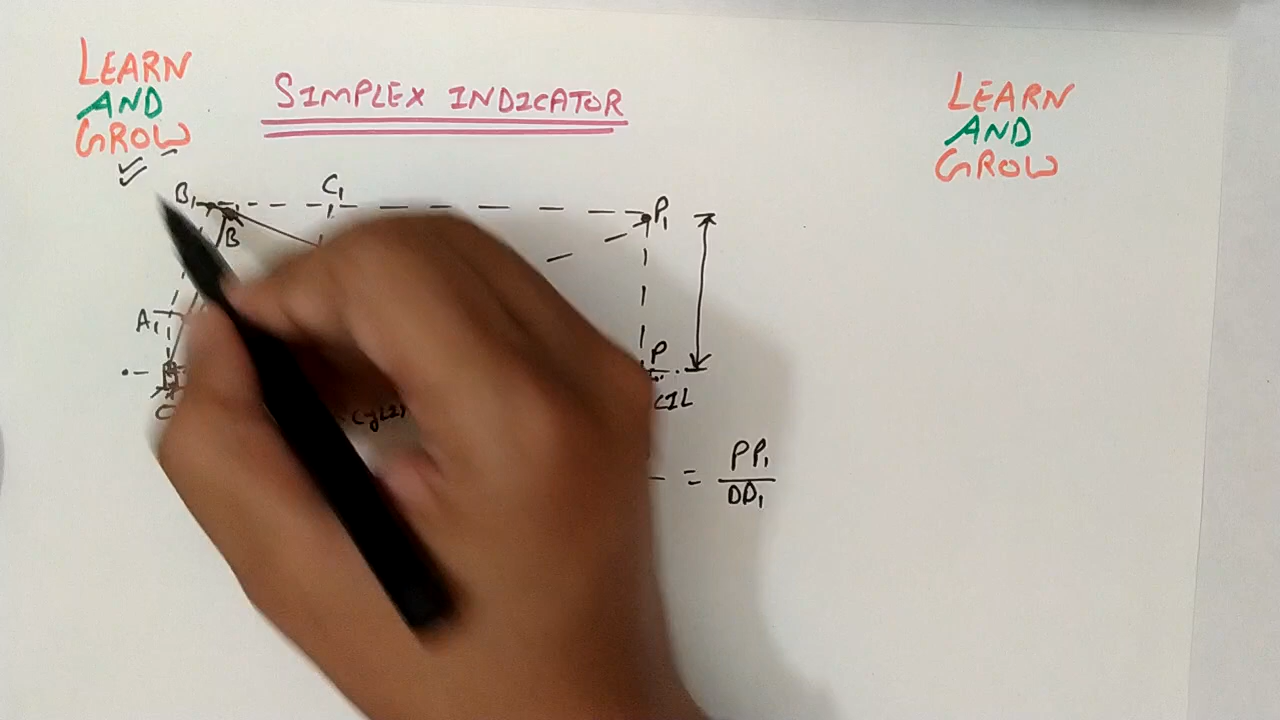 LEARN
AND
GROW
SIMPLEX INDICATOR
LEARN
AND
GROW
B₁
C₁
P₁
B
A₁
P
CIL
= PP₁
DD₁